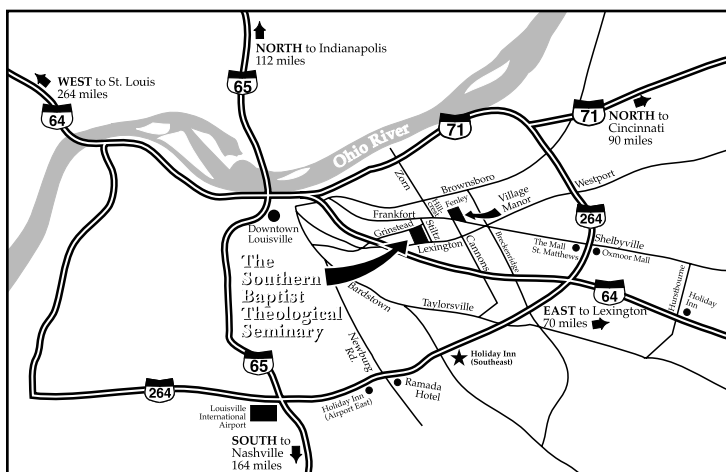 NORTH to Indianapolis
112 miles
65
WEST to St. Louis
264 miles
64
71
71
NORTH to
Cincinnati
90 miles
Ohio River
Zorn
Brownsboro
Westport
Hill-
crest
Fenley
Village
Manor
Frankfort
Stiltz
Grinstead
Lexington
Cannons
Breckenridge
264
Downtown
Louisville
The Mall
St. Matthews
Shelbyville
Oxmoor Mall
The
Southern
Baptist
Theological
Seminary
Bardstown
Taylorsville
64
Hurstbourne
Holiday
Inn
EAST to Lexington
70 miles
Newburg
Rd.
Holiday Inn
(Southeast)
65
264
Ramada
Hotel
Holiday Inn
(Airport East)
Louisville
International
Airport
SOUTH to
Nashville
164 miles